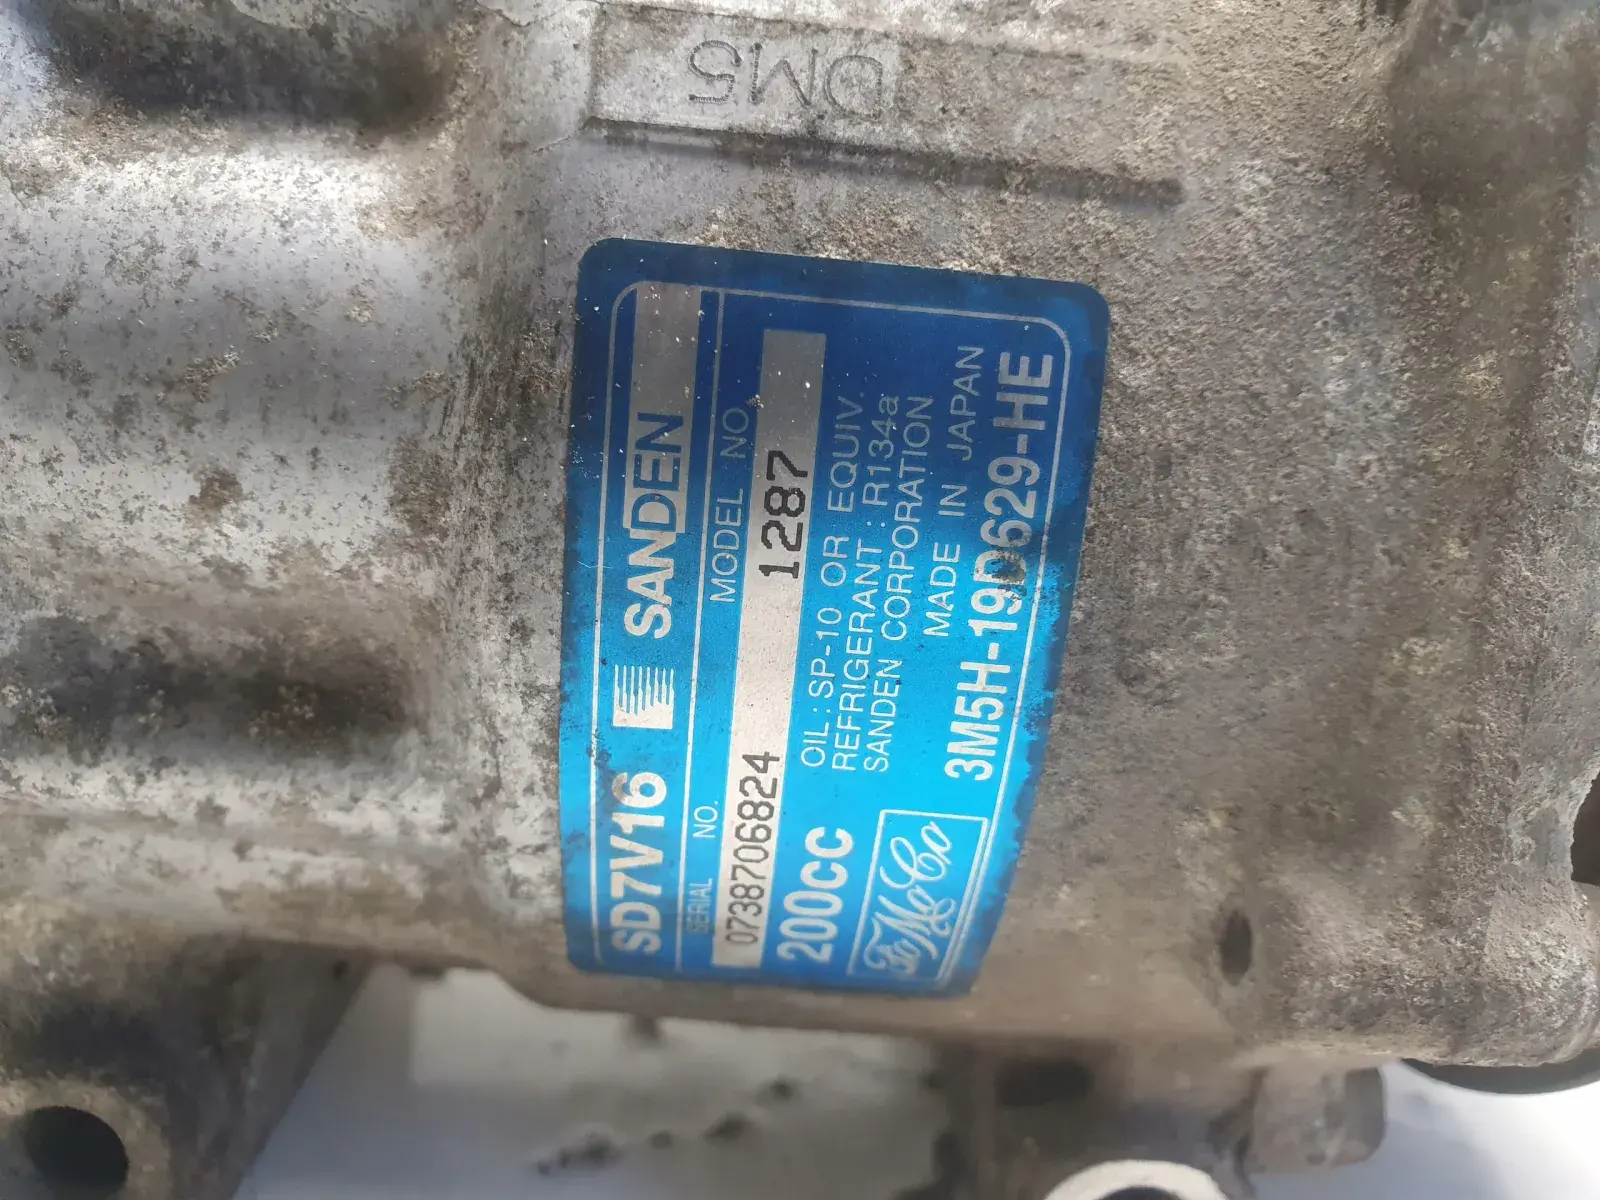 DM5
SD7V16 SANDEN
SERIAL NO. MODEL NO
0738706824 1287
200CC
OIL : SP-10 OR EQUIV.
REFRIGERANT : R134a
SANDEN CORPORATION
MADE IN JAPAN
FoMoCo
3M5H-19D629-HE